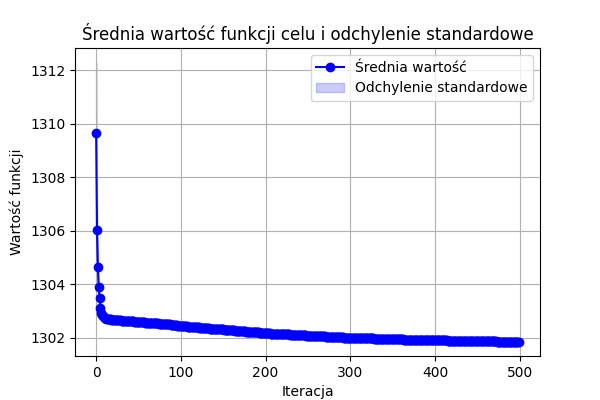 Średnia wartość funkcji celu i odchylenie standardowe
Średnia wartość
Odchylenie standardowe
Wartość funkcji
1312
1310
1308
1306
1304
1302
0 100 200 300 400 500
Iteracja